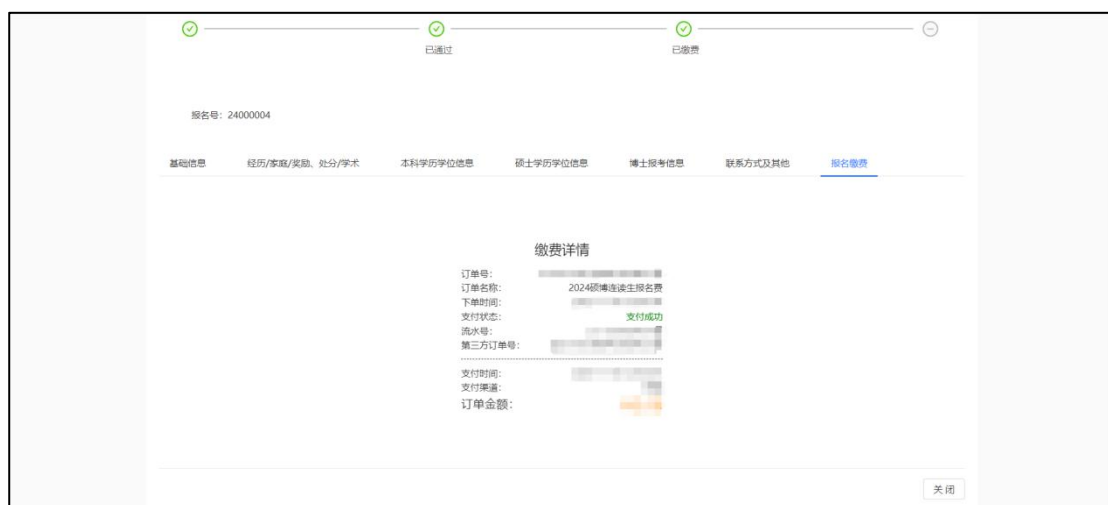 已通过 已缴费
报名号：24000004
基础信息 经历/家庭/奖励、处分/学术 本科学历学位信息 硕士学历学位信息 博士报考信息 联系方式及其他 报名缴费
缴费详情
订单号：
订单名称： 2024硕博连读生报名费
下单时间：
支付状态： 支付成功
流水号：
第三方订单号：
支付时间：
支付渠道：
订单金额：
关闭